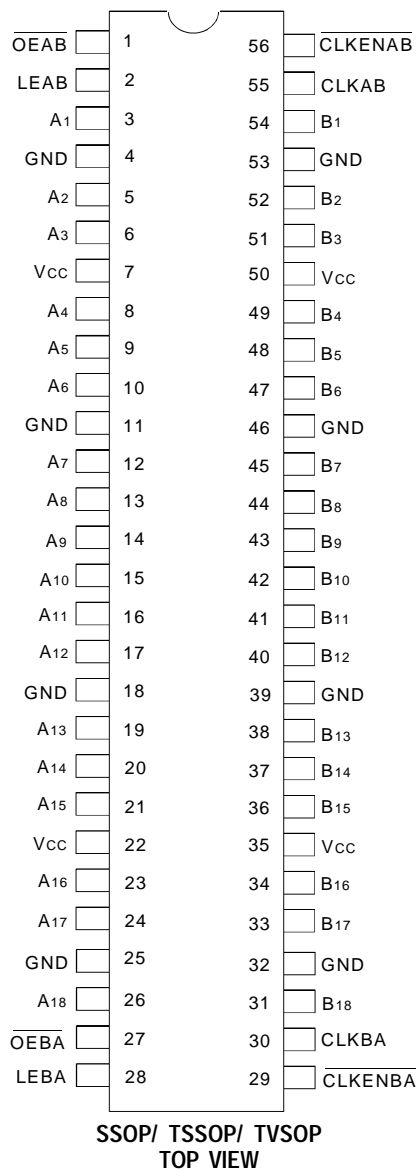 O̅E̅A̅B̅ 1 56 C̅L̅K̅E̅N̅A̅B̅
LEAB 2 55 CLKAB
A1 3 54 B1
GND 4 53 GND
A2 5 52 B2
A3 6 51 B3
VCC 7 50 VCC
A4 8 49 B4
A5 9 48 B5
A6 10 47 B6
GND 11 46 GND
A7 12 45 B7
A8 13 44 B8
A9 14 43 B9
A10 15 42 B10
A11 16 41 B11
A12 17 40 B12
GND 18 39 GND
A13 19 38 B13
A14 20 37 B14
A15 21 36 B15
VCC 22 35 VCC
A16 23 34 B16
A17 24 33 B17
GND 25 32 GND
A18 26 31 B18
O̅E̅B̅A̅ 27 30 CLKBA
LEBA 28 29 C̅L̅K̅E̅N̅B̅A̅
SSOP/ TSSOP/ TVSOP
TOP VIEW